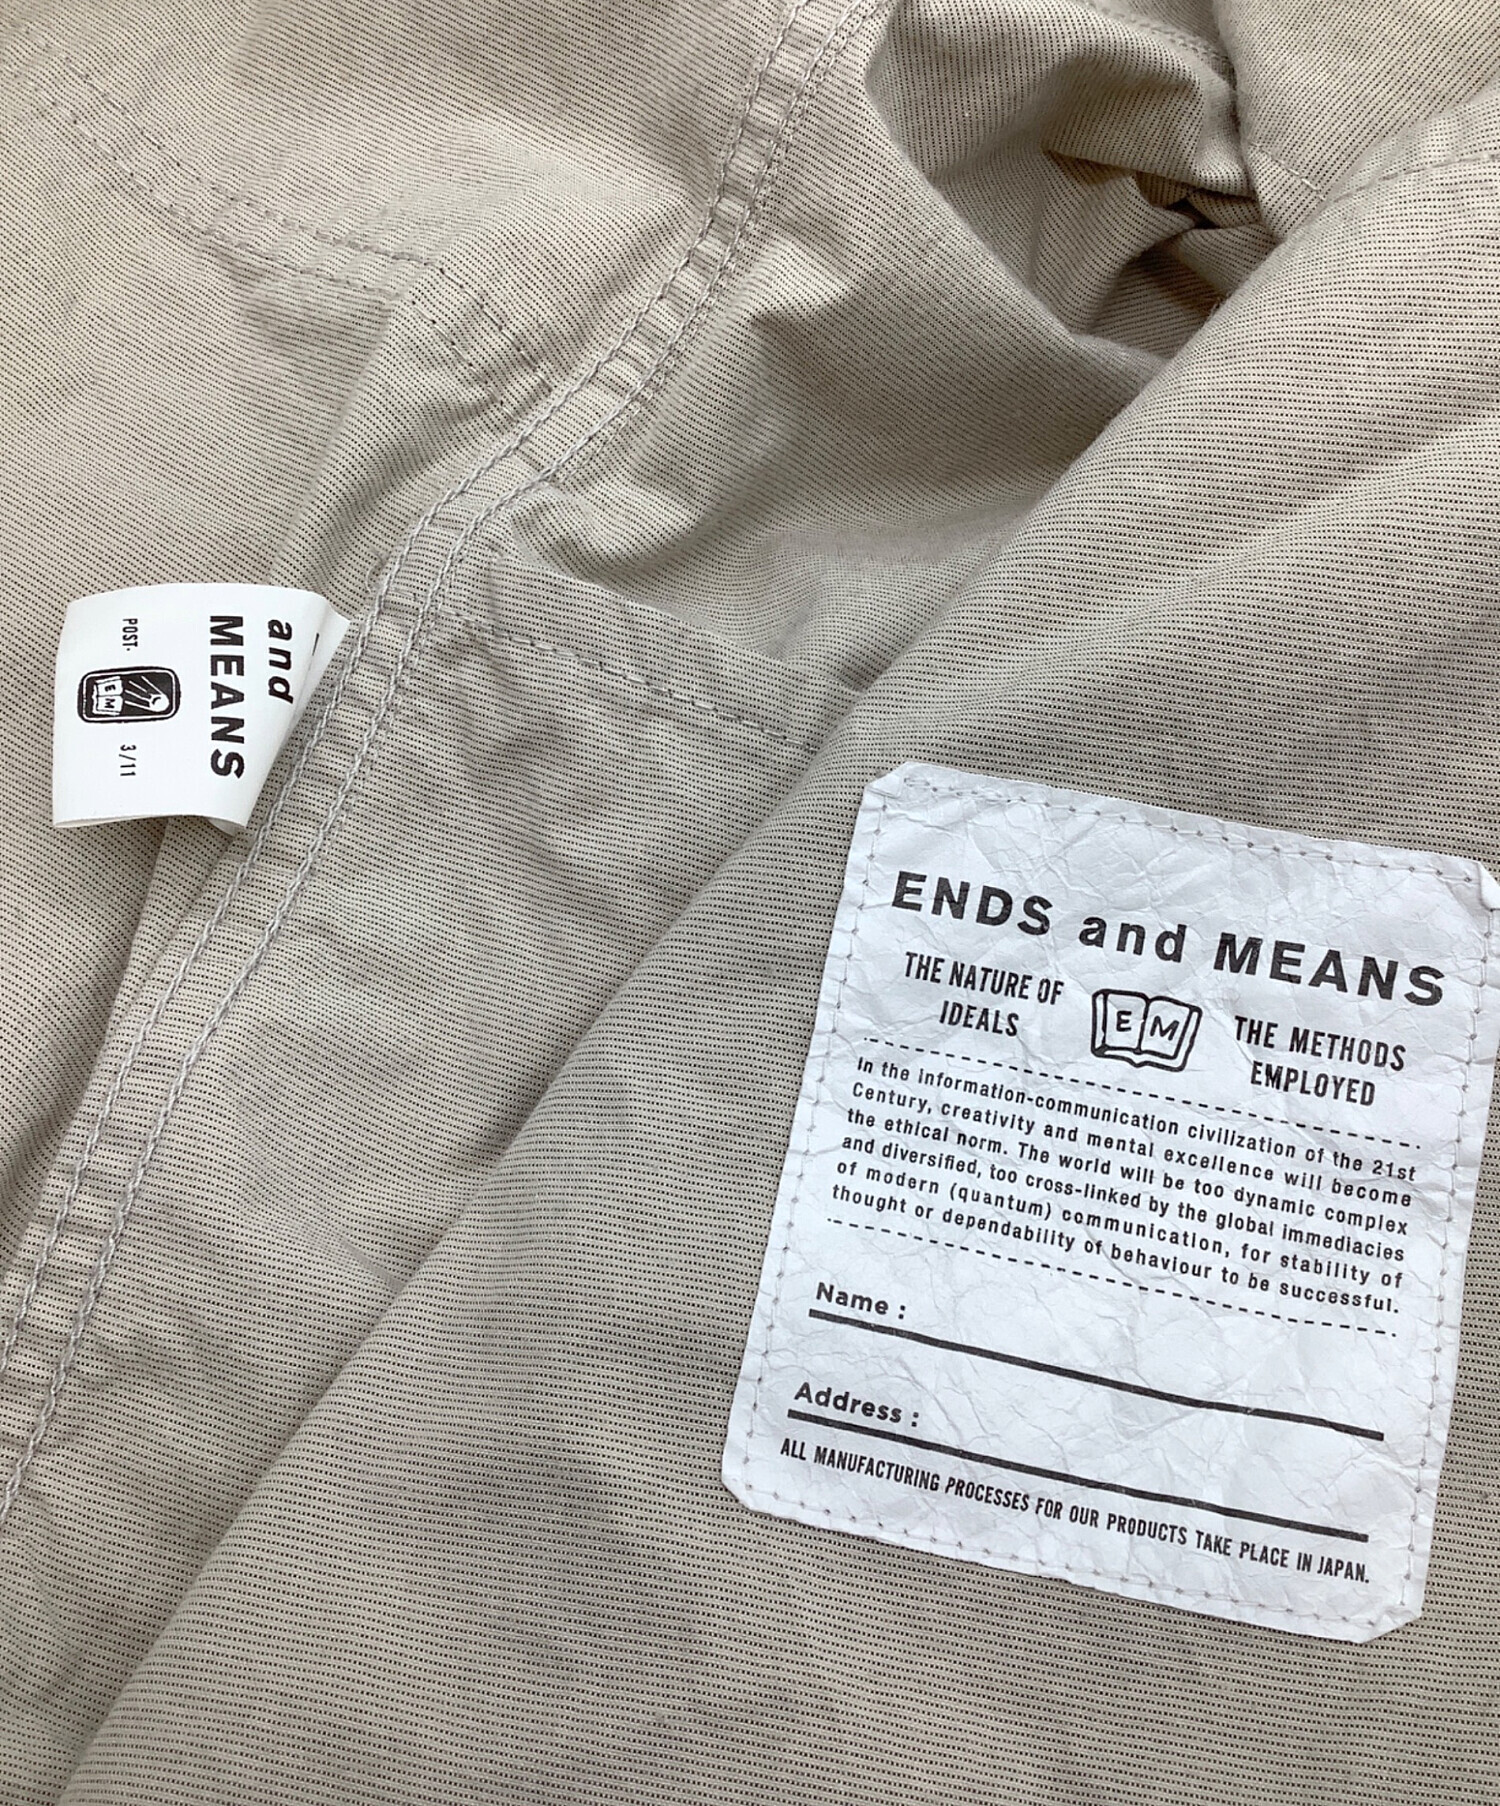 and
MEANS
POST-
E M
3/11
ENDS and MEANS
THE NATURE OF
IDEALS
E M
THE METHODS
EMPLOYED
In the information-communication civilization of the 21st
Century, creativity and mental excellence will become
the ethical norm. The world will be too dynamic complex
and diversified, too cross-linked by the global immediacies
of modern (quantum) communication, for stability of
thought or dependability of behaviour to be successful.
Name :
Address :
ALL MANUFACTURING PROCESSES FOR OUR PRODUCTS TAKE PLACE IN JAPAN.